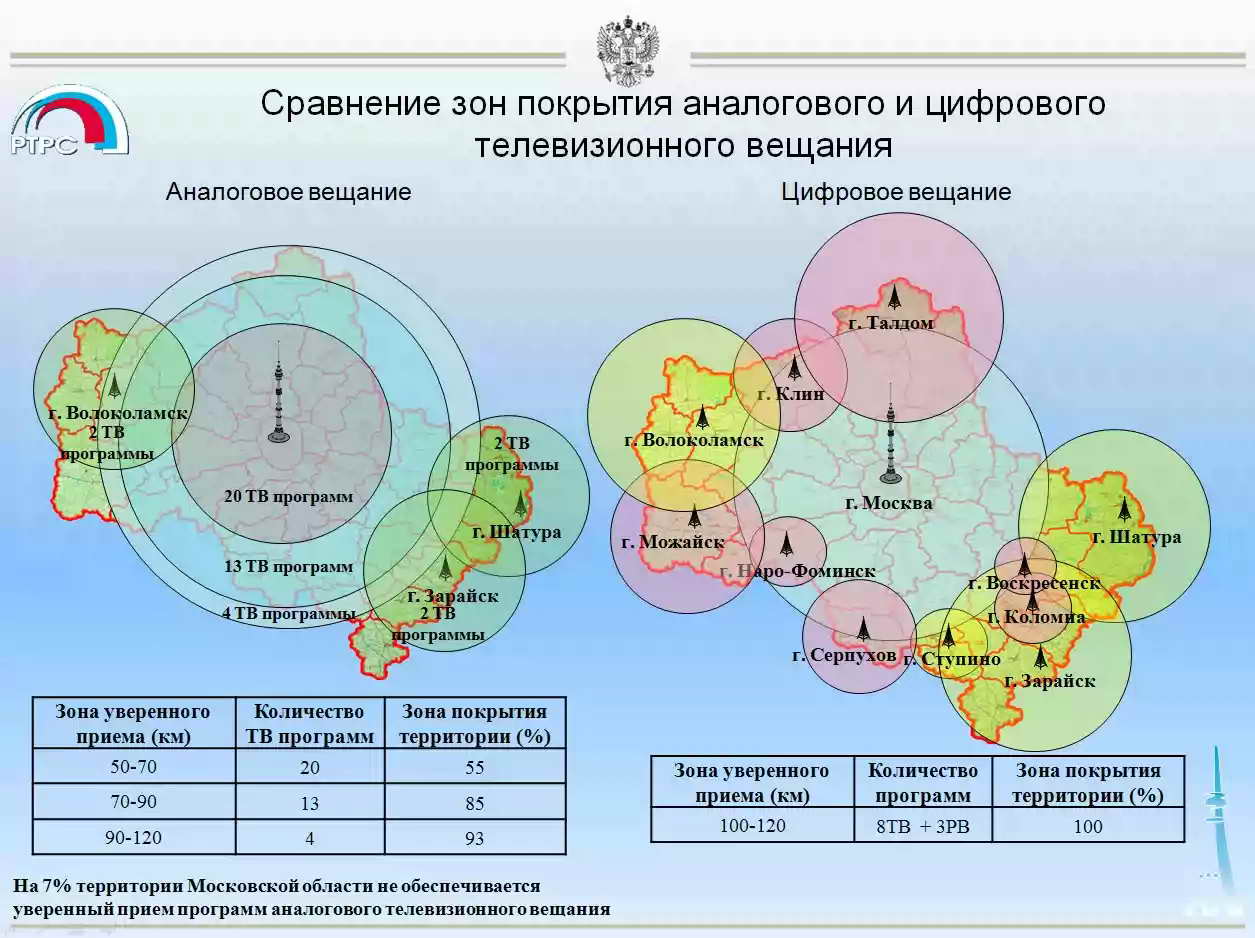 РТРС
Сравнение зон покрытия аналогового и цифрового
телевизионного вещания
Аналоговое вещание
г. Волоколамск
2 ТВ
программы
20 ТВ программ
13 ТВ программ
4 ТВ программы
2 ТВ
программы
г. Шатура
г. Зарайск
2 ТВ
программы
Зона уверенного приема (км) Количество ТВ программ Зона покрытия территории (%)
50-70 20 55
70-90 13 85
90-120 4 93
На 7% территории Московской области не обеспечивается
уверенный прием программ аналогового телевизионного вещания
Цифровое вещание
г. Талдом
г. Клин
г. Волоколамск
г. Москва
г. Можайск
г. Наро-Фоминск
г. Шатура
г. Воскресенск
г. Коломна
г. Серпухов
г. Ступино
г. Зарайск
Зона уверенного приема (км) Количество программ Зона покрытия территории (%)
100-120 8ТВ + 3РВ 100